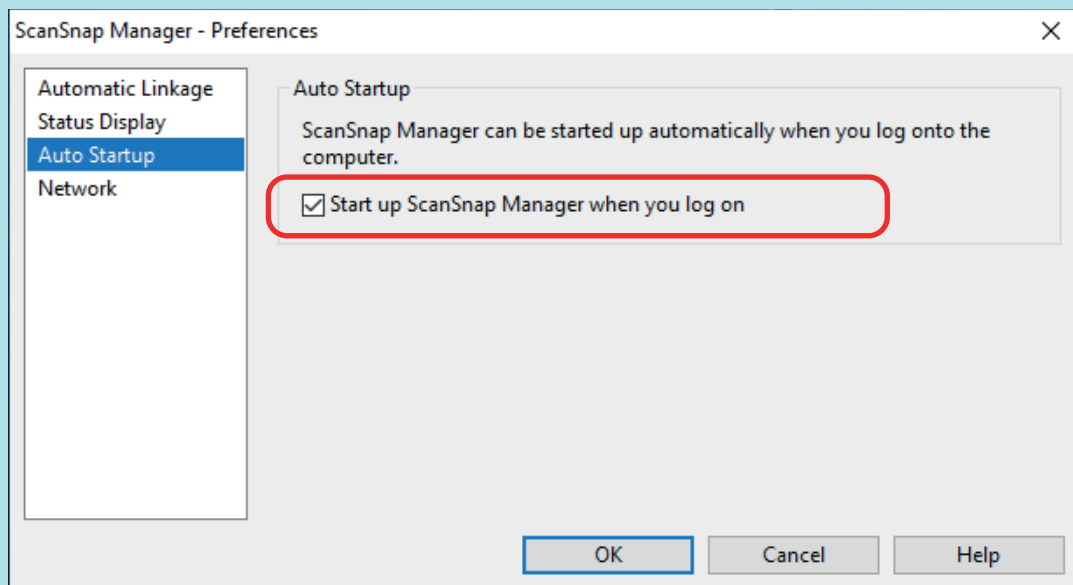 ScanSnap Manager - Preferences
Automatic Linkage
Status Display
Auto Startup
Network
Auto Startup
ScanSnap Manager can be started up automatically when you log onto the
computer.
Start up ScanSnap Manager when you log on
OK
Cancel
Help